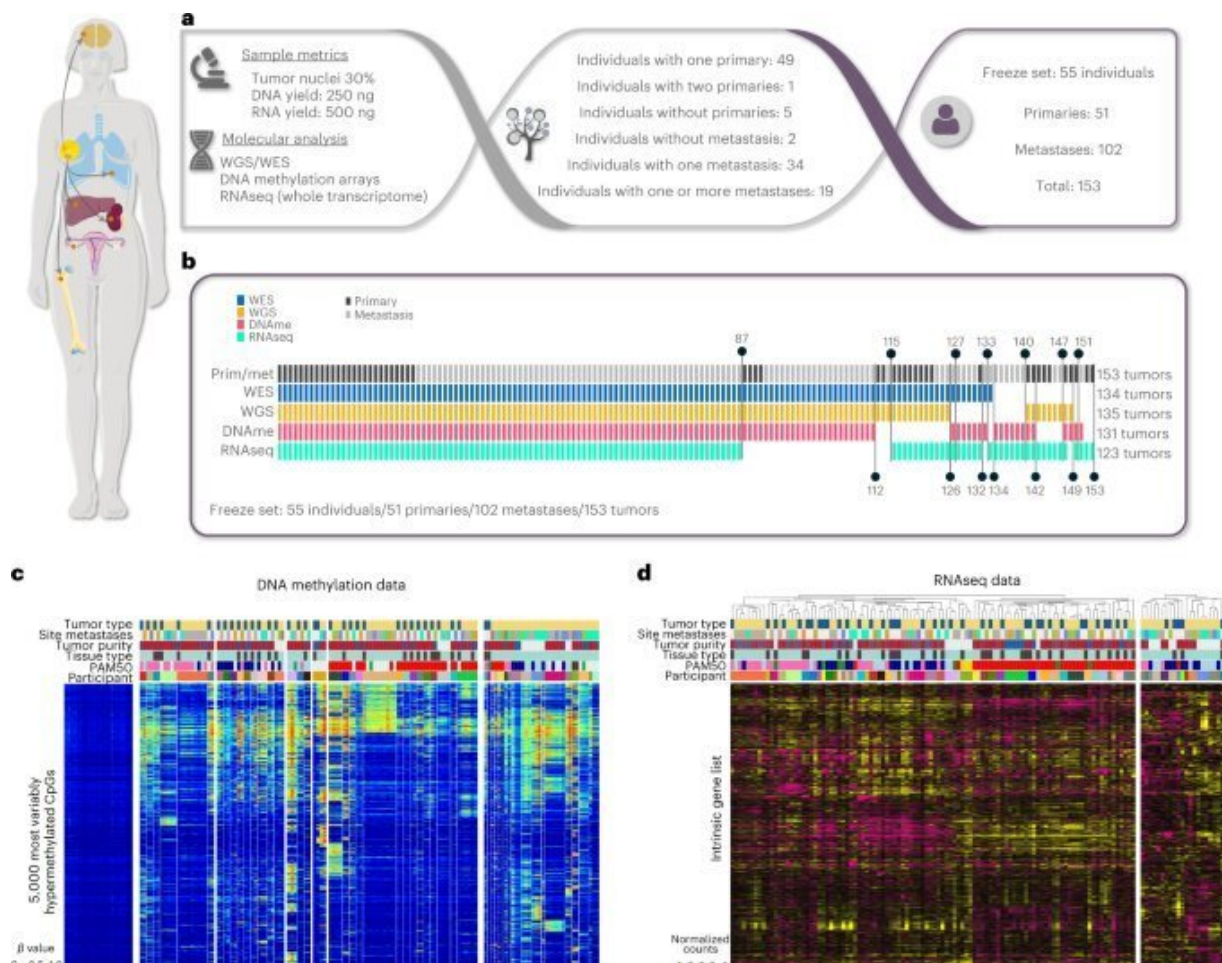 a
Sample metrics
Tumor nuclei 30%
DNA yield: 250 ng
RNA yield: 500 ng
Molecular analysis
WGS/WES
DNA methylation arrays
RNAseq (whole transcriptome)
Individuals with one primary: 49
Individuals with two primaries: 1
Individuals without primaries: 5
Individuals without metastasis: 2
Individuals with one metastasis: 34
Individuals with one or more metastases: 19
Freeze set: 55 individuals
Primaries: 51
Metastases: 102
Total: 153
b
WES
WGS
DNAme
RNAseq
Primary
Metastasis
87
115
127
133
140
147
151
Prim/met
153 tumors
WES
134 tumors
WGS
135 tumors
DNAme
131 tumors
RNAseq
123 tumors
112
126
132
134
142
149
153
Freeze set: 55 individuals/51 primaries/102 metastases/153 tumors
c
DNA methylation data
Tumor type
Site metastases
Tumor purity
Tissue type
PAM50
Participant
5,000 most variably
hypermethylated CpGs
β value
d
RNAseq data
Tumor type
Site metastases
Tumor purity
Tissue type
PAM50
Participant
Intrinsic gene list
Normalized
counts